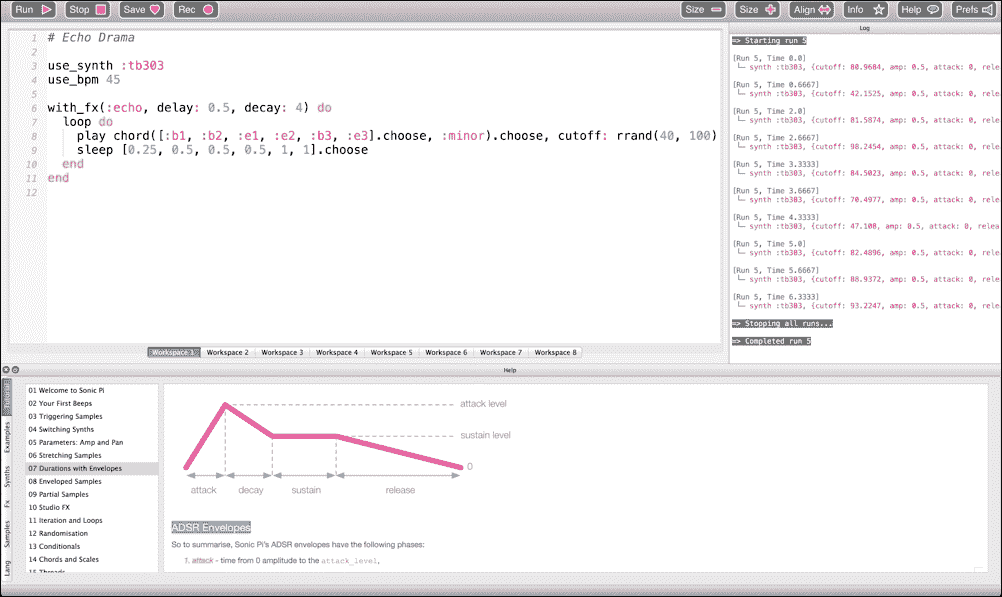 Run Stop Save Rec Size Size Align Info Help Prefs
1 # Echo Drama
2
3 use_synth :tb303
4 use_bpm 45
5
6 with_fx(:echo, delay: 0.5, decay: 4) do
7 loop do
8 play chord([:b1, :b2, :e1, :e2, :b3, :e3].choose, :minor).choose, cutoff: rrand(40, 100)
9 sleep [0.25, 0.5, 0.5, 0.5, 1, 1].choose
10 end
11 end
12
Workspace 1 Workspace 2 Workspace 3 Workspace 4 Workspace 5 Workspace 6 Workspace 7 Workspace 8
Log
=> Starting run 5
[Run 5, Time 0.0]
synth :tb303, {cutoff: 80.9684, amp: 0.5, attack: 0, relea
[Run 5, Time 0.6667]
synth :tb303, {cutoff: 42.1525, amp: 0.5, attack: 0, relea
[Run 5, Time 2.0]
synth :tb303, {cutoff: 81.5874, amp: 0.5, attack: 0, relea
[Run 5, Time 2.6667]
synth :tb303, {cutoff: 98.2454, amp: 0.5, attack: 0, relea
[Run 5, Time 3.3333]
synth :tb303, {cutoff: 84.5023, amp: 0.5, attack: 0, relea
[Run 5, Time 3.6667]
synth :tb303, {cutoff: 70.4977, amp: 0.5, attack: 0, relea
[Run 5, Time 4.3333]
synth :tb303, {cutoff: 47.108, amp: 0.5, attack: 0, releas
[Run 5, Time 5.0]
synth :tb303, {cutoff: 82.4896, amp: 0.5, attack: 0, relea
[Run 5, Time 5.6667]
synth :tb303, {cutoff: 88.9372, amp: 0.5, attack: 0, relea
[Run 5, Time 6.3333]
synth :tb303, {cutoff: 93.2247, amp: 0.5, attack: 0, relea
=> Stopping all runs...
=> Completed run 5
Help
Tutorial
Examples
Synths
Fx
Samples
Lang
01 Welcome to Sonic Pi
02 Your First Beeps
03 Triggering Samples
04 Switching Synths
05 Parameters: Amp and Pan
06 Stretching Samples
07 Durations with Envelopes
08 Enveloped Samples
09 Partial Samples
10 Studio FX
11 Iteration and Loops
12 Randomisation
13 Conditionals
14 Chords and Scales
15 Threads
attack level
sustain level
0
attack decay sustain release
ADSR Envelopes
So to summarise, Sonic Pi's ADSR envelopes have the following phases:
1. attack - time from 0 amplitude to the attack_level,